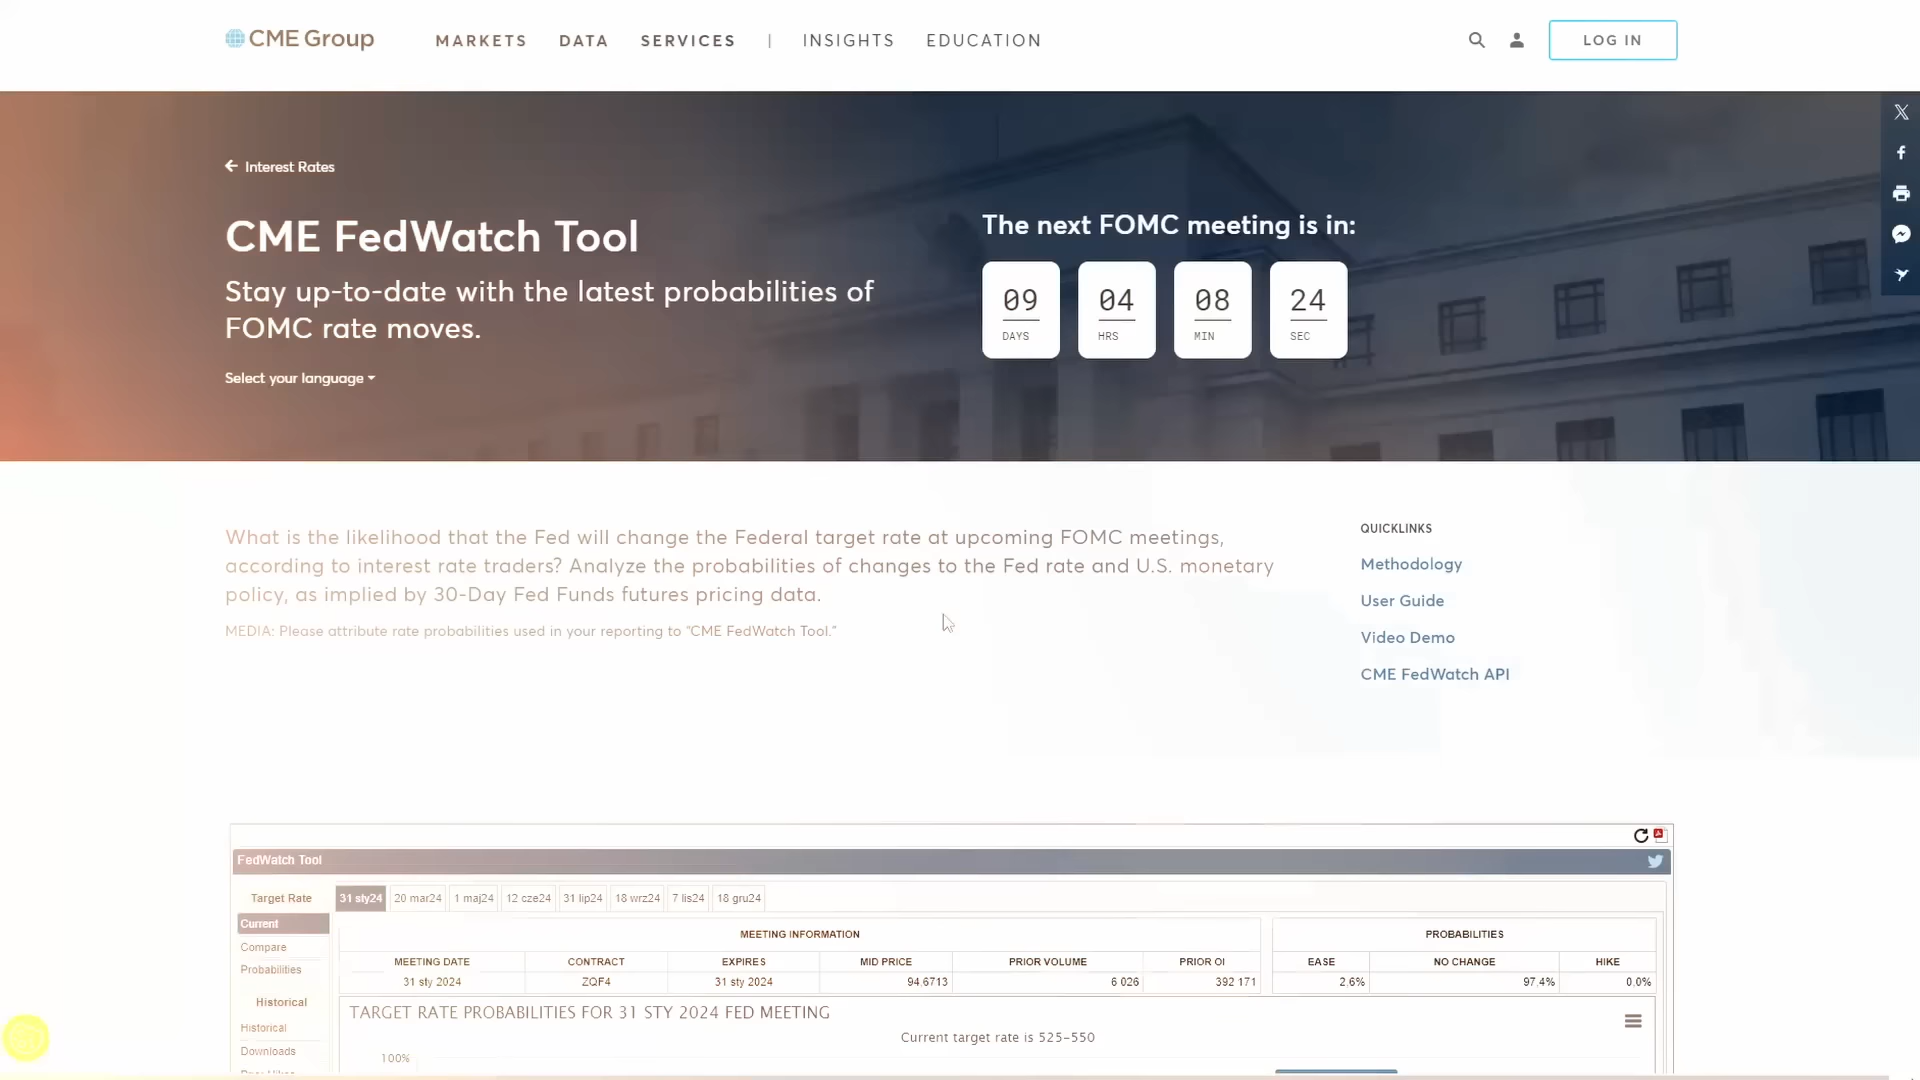 CME Group
MARKETS DATA SERVICES | INSIGHTS EDUCATION
LOG IN
Interest Rates
CME FedWatch Tool
Stay up-to-date with the latest probabilities of
FOMC rate moves.
Select your language
The next FOMC meeting is in:
09 04 08 24
DAYS HRS MIN SEC
What is the likelihood that the Fed will change the Federal target rate at upcoming FOMC meetings,
according to interest rate traders? Analyze the probabilities of changes to the Fed rate and U.S. monetary
policy, as implied by 30-Day Fed Funds futures pricing data.
MEDIA: Please attribute rate probabilities used in your reporting to "CME FedWatch Tool."
QUICKLINKS
Methodology
User Guide
Video Demo
CME FedWatch API
FedWatch Tool
Target Rate
31 sty24 20 mar24 1 maj24 12 cze24 31 lip24 18 wrz24 7 lis24 18 gru24
Current
Compare
Probabilities
Historical
Historical
Downloads
MEETING INFORMATION
MEETING DATE CONTRACT EXPIRES MID PRICE PRIOR VOLUME PRIOR OI
31 sty 2024 ZQF4 31 sty 2024 94.6713 6 026 392 171
PROBABILITIES
EASE NO CHANGE HIKE
2,6% 97,4% 0,0%
TARGET RATE PROBABILITIES FOR 31 STY 2024 FED MEETING
Current target rate is 525-550
100%